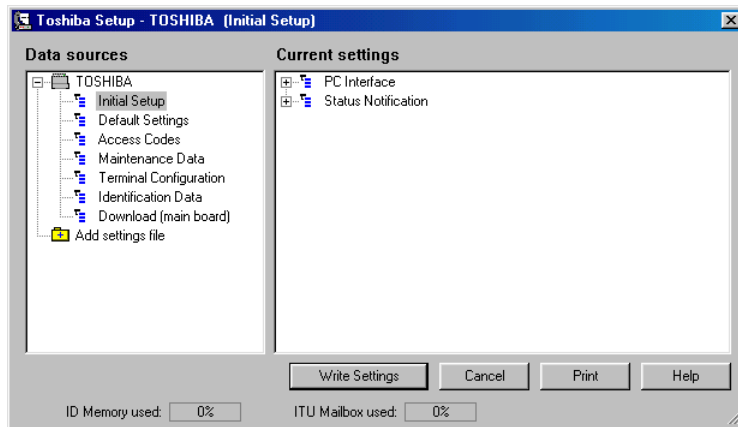 Toshiba Setup - TOSHIBA (Initial Setup)
Data sources
TOSHIBA
Initial Setup
Default Settings
Access Codes
Maintenance Data
Terminal Configuration
Identification Data
Download (main board)
Add settings file
Current settings
PC Interface
Status Notification
Write Settings
Cancel
Print
Help
ID Memory used: 0%
ITU Mailbox used: 0%